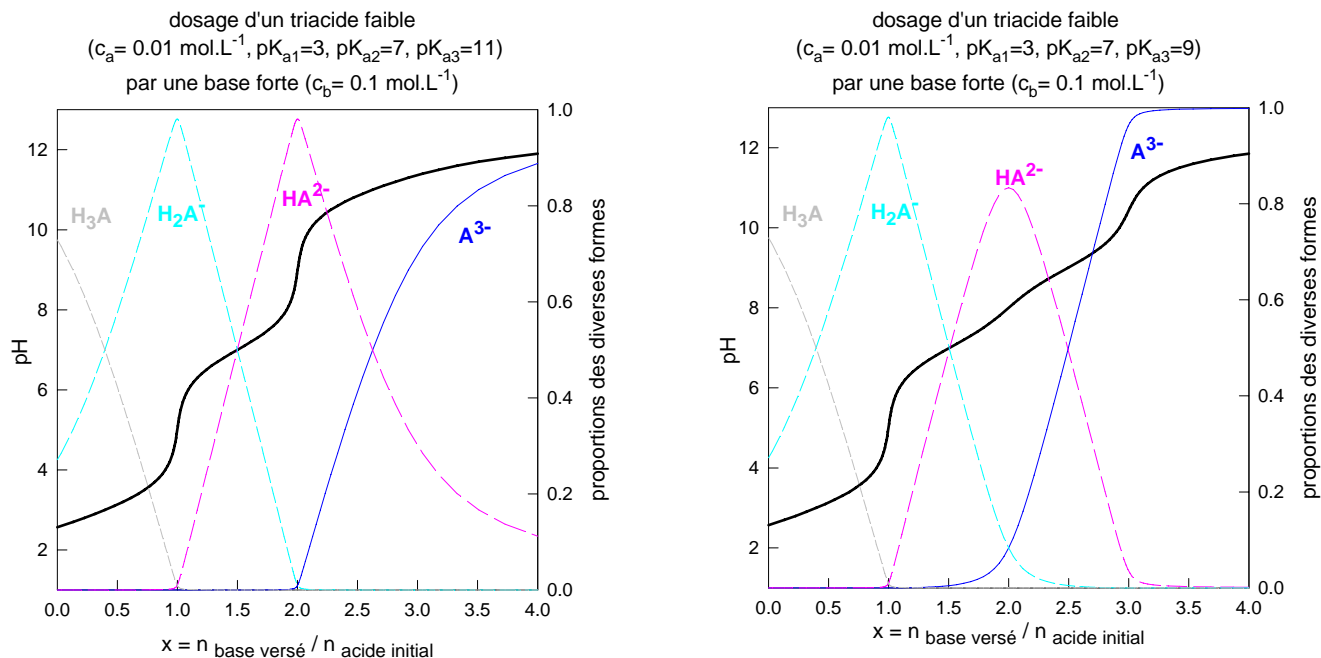 dosage d'un triacide faible
(cₐ= 0.01 mol.L⁻¹, pKₐ₁=3, pKₐ₂=7, pKₐ₃=11)
par une base forte (c_b= 0.1 mol.L⁻¹)
1.0
0.8
0.6
0.4
0.2
0.0
12
10
8
6
4
2
pH
H₃A
H₂A⁻
HA²⁻
A³⁻
proportions des diverses formes
0.0 0.5 1.0 1.5 2.0 2.5 3.0 3.5 4.0
x = n base versé / n acide initial
dosage d'un triacide faible
(cₐ= 0.01 mol.L⁻¹, pKₐ₁=3, pKₐ₂=7, pKₐ₃=9)
par une base forte (c_b= 0.1 mol.L⁻¹)
1.0
0.8
0.6
0.4
0.2
0.0
12
10
8
6
4
2
pH
H₃A
H₂A⁻
HA²⁻
A³⁻
proportions des diverses formes
0.0 0.5 1.0 1.5 2.0 2.5 3.0 3.5 4.0
x = n base versé / n acide initial